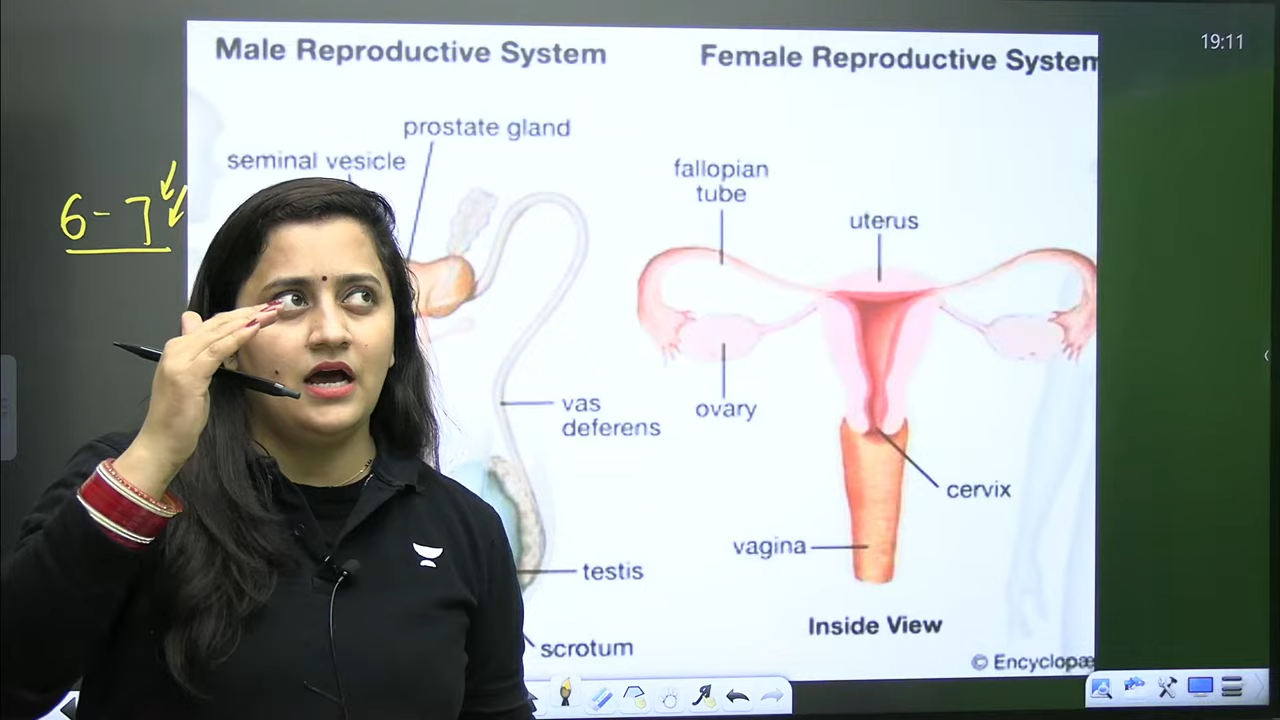 19:11
Male Reproductive System
Female Reproductive System
prostate gland
seminal vesicle
fallopian
tube
6-7
uterus
vas
deferens
ovary
cervix
vagina
testis
Inside View
scrotum
© Encyclopæ